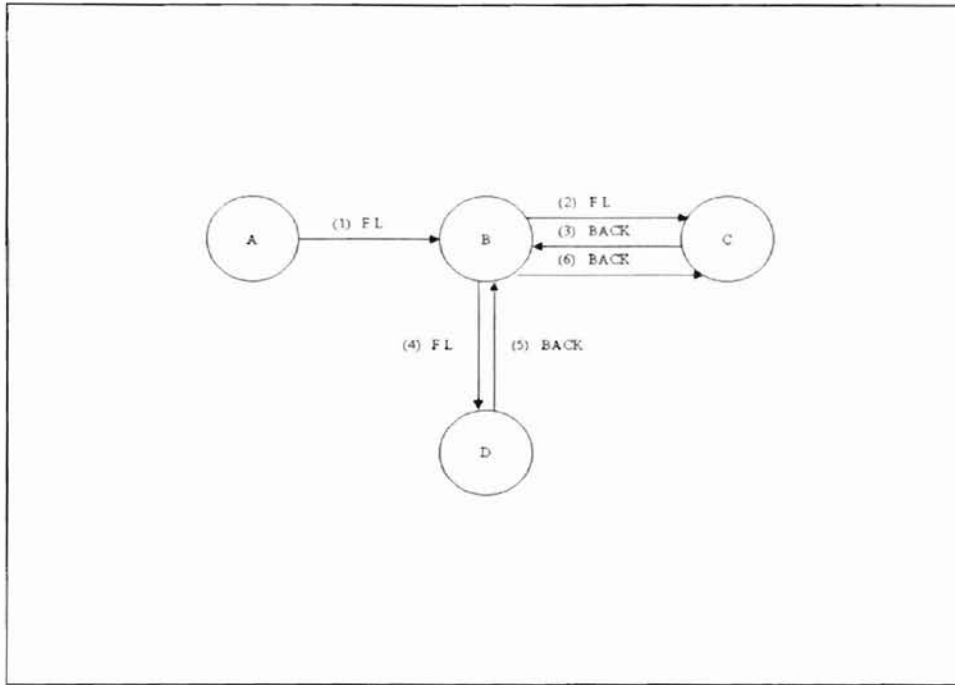 A
(1) FL
B
(2) FL
(3) BACK
(6) BACK
C
(4) FL
(5) BACK
D